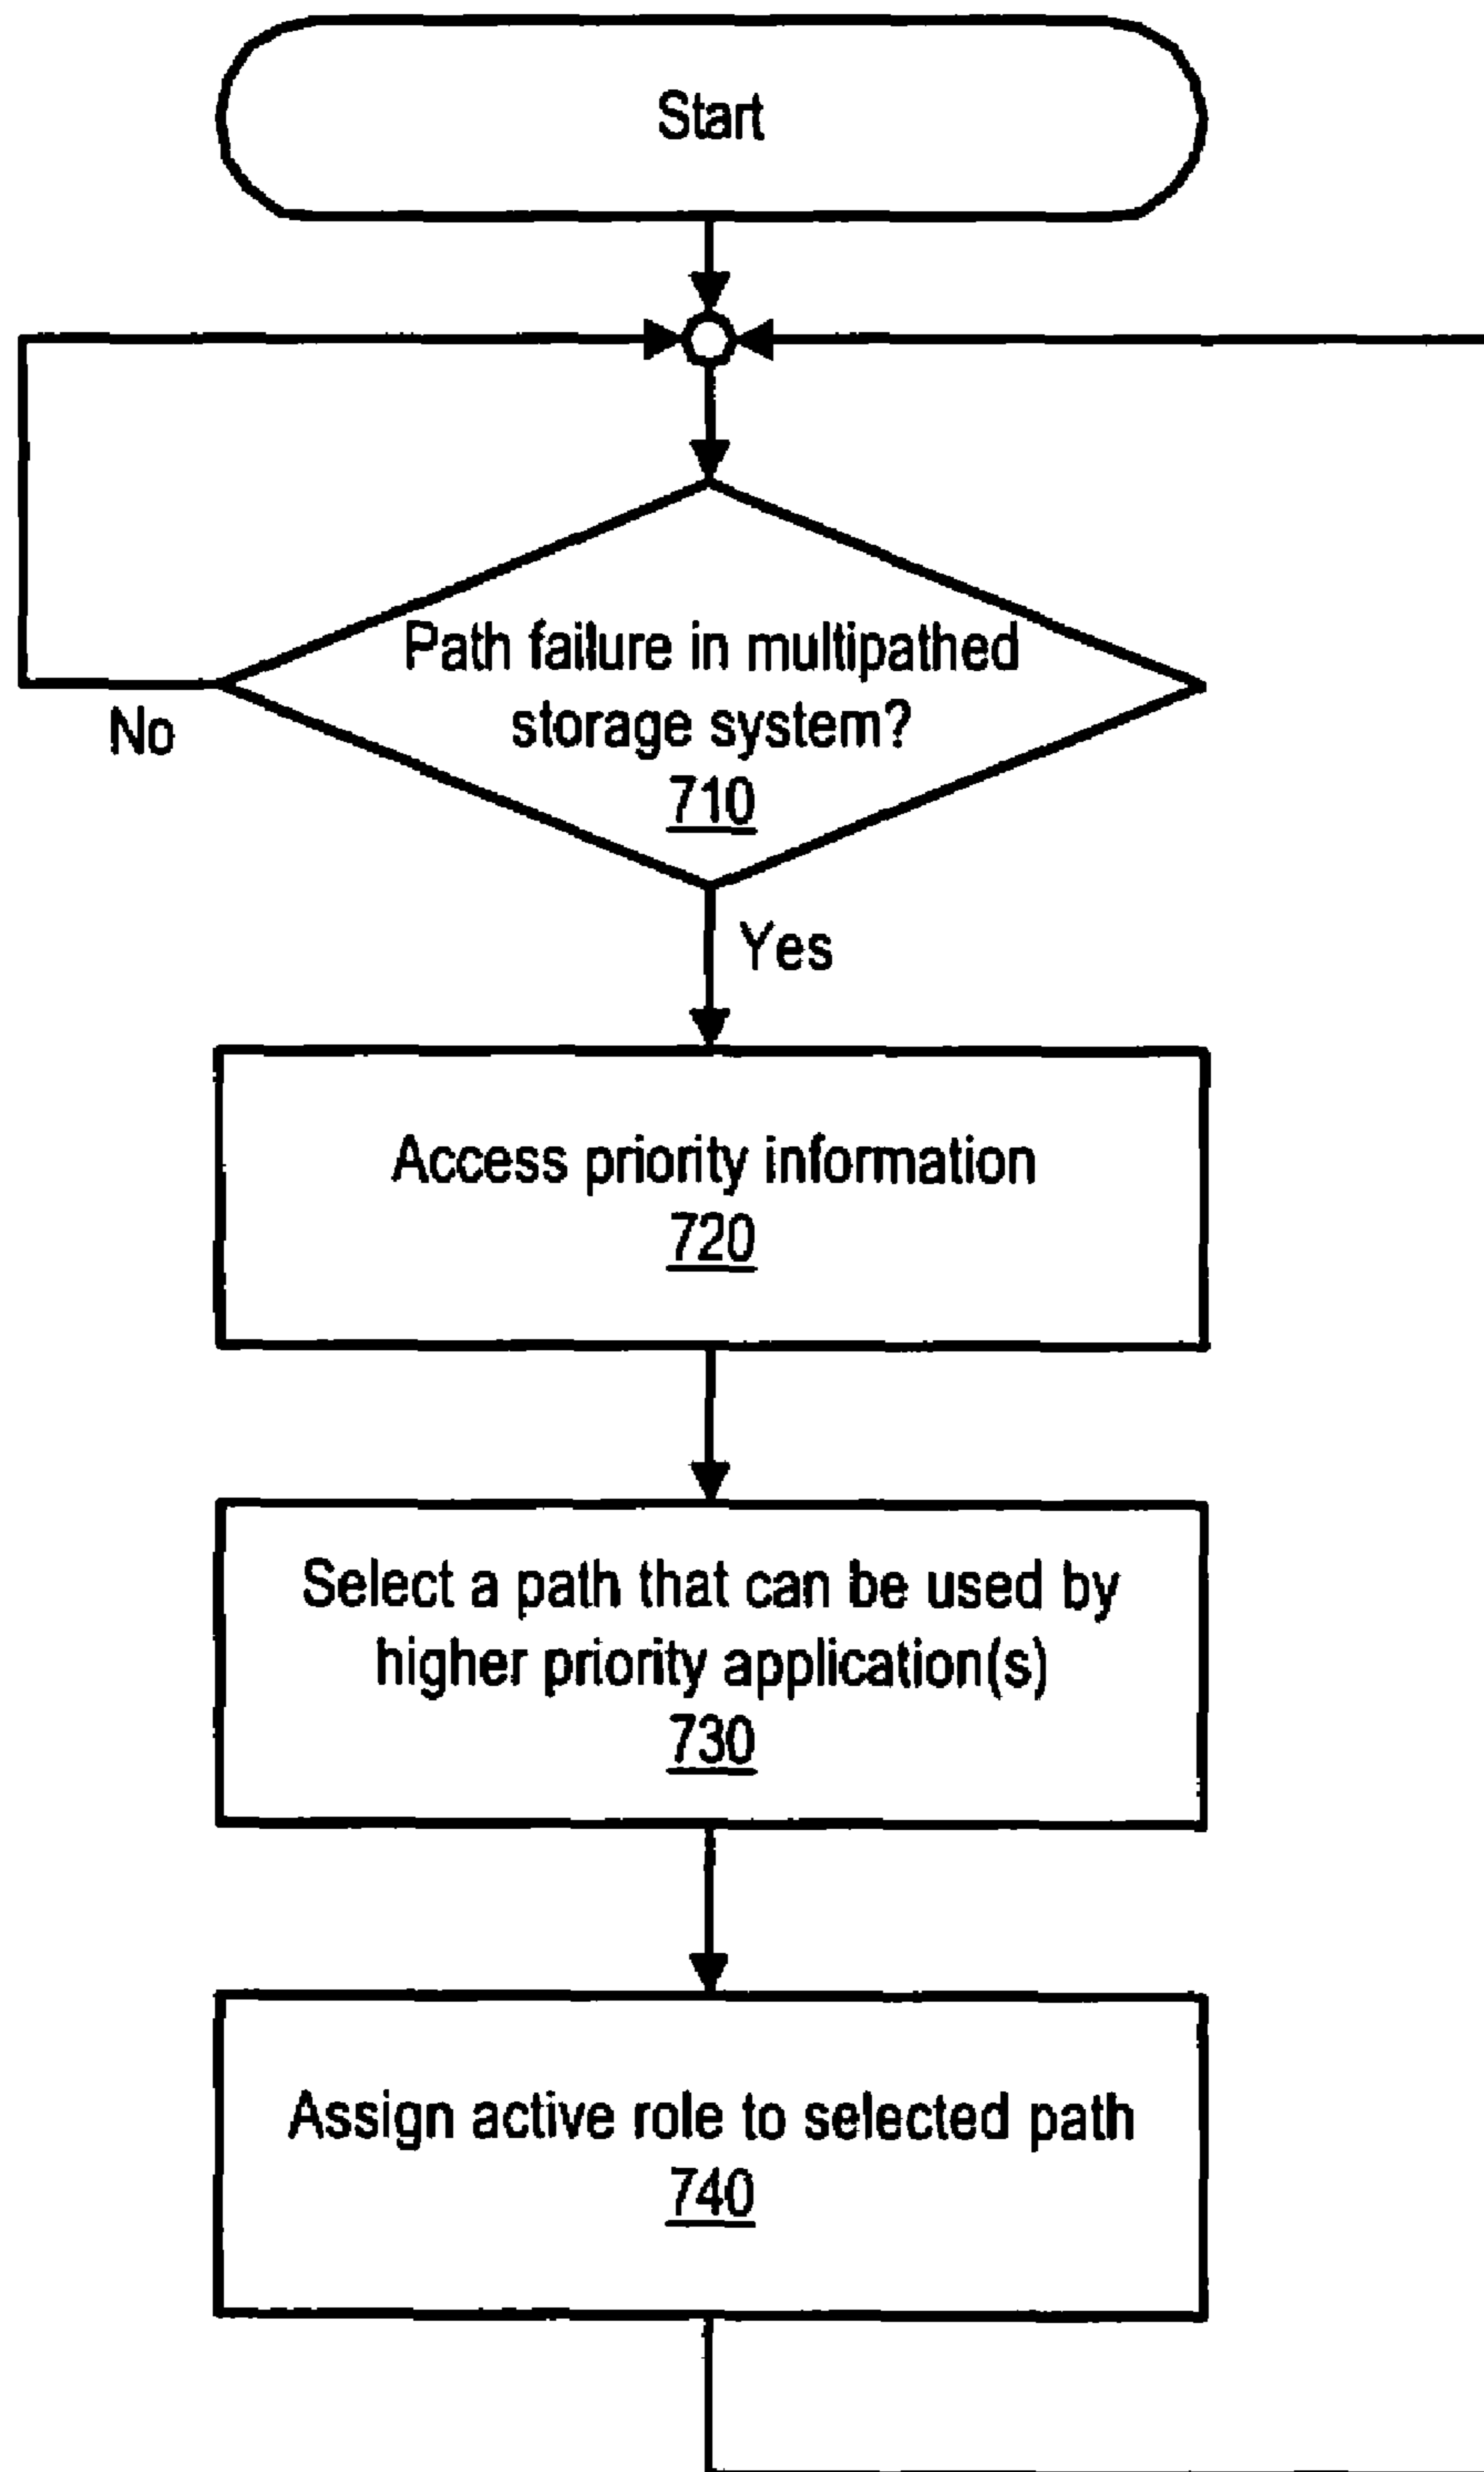 Start
Path failure in multipathed
storage system?
710
No
Yes
Access priority information
720
Select a path that can be used by
higher priority application(s)
730
Assign active role to selected path
740